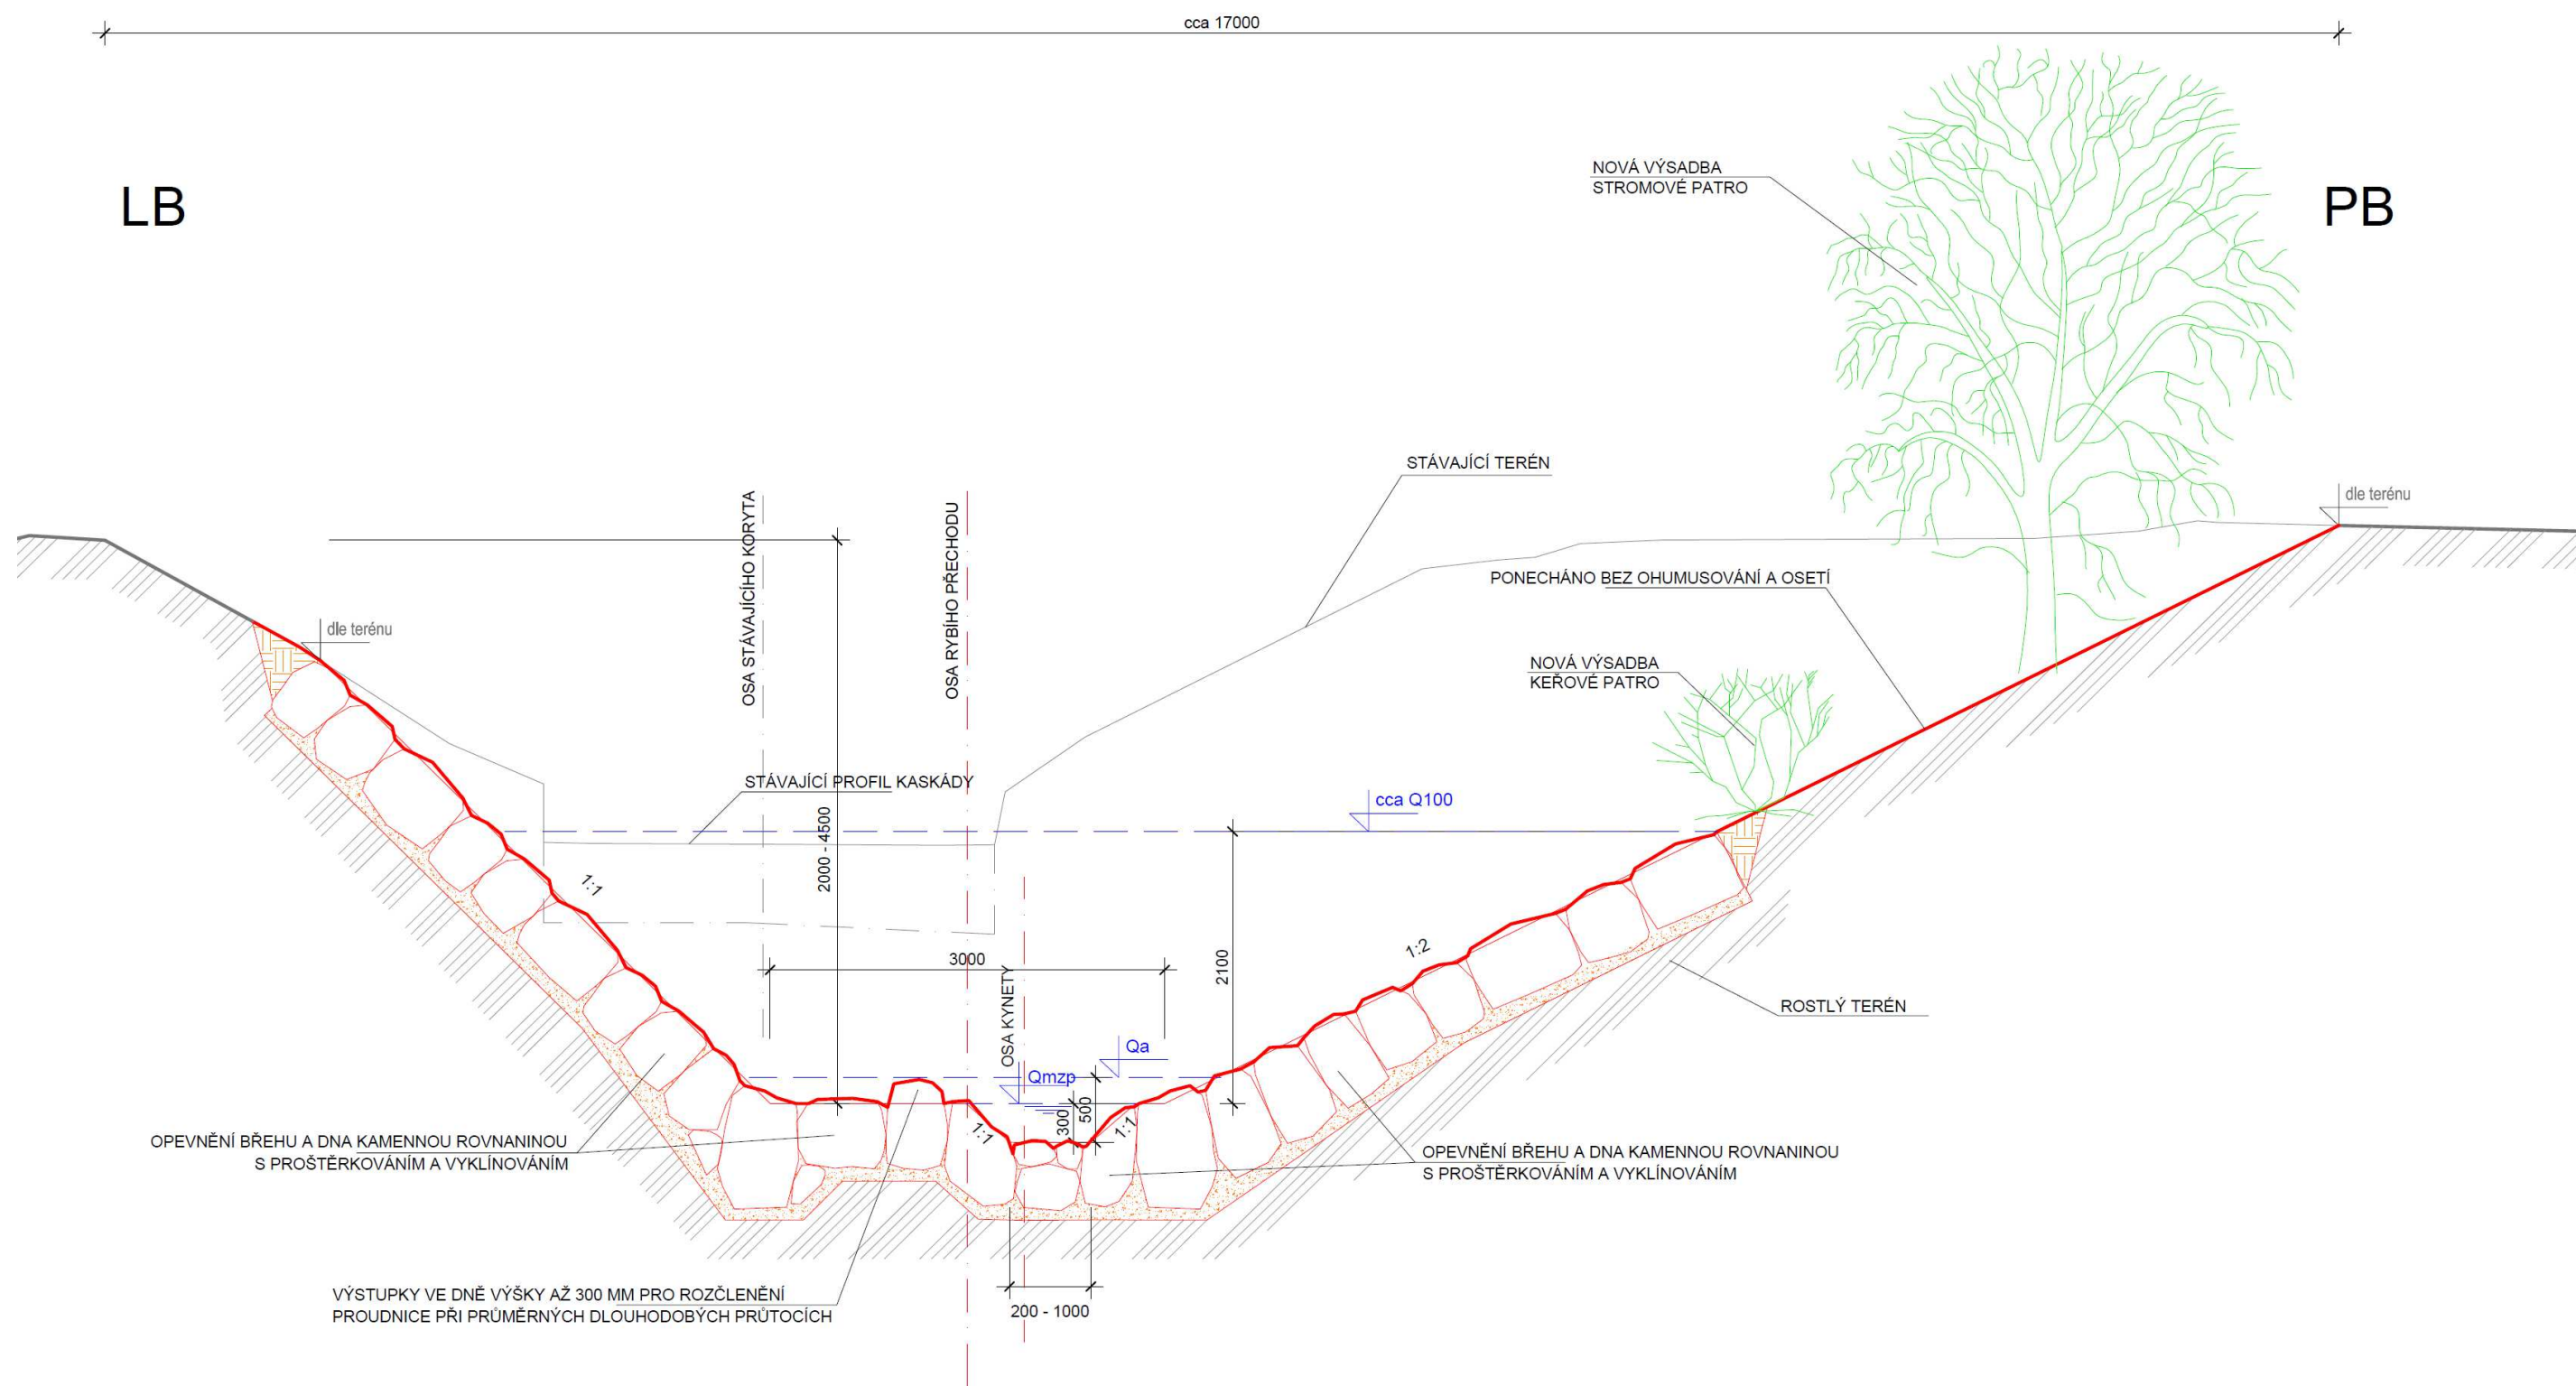 cca 17000
LB
PB
NOVÁ VÝSADBA
STROMOVÉ PATRO
STÁVAJÍCÍ TERÉN
dle terénu
OSA STÁVAJÍCÍHO KORYTA
OSA RYBÍHO PŘECHODU
PONECHÁNO BEZ OHUMUSOVÁNÍ A OSETÍ
dle terénu
NOVÁ VÝSADBA
KEŘOVÉ PATRO
STÁVAJÍCÍ PROFIL KASKÁDY
cca Q100
2000 - 4500
1:1
1:2
3000
2100
OSA KYNETY
ROSTLÝ TERÉN
Qa
Qmzp
300
500
1:1
1:1
OPEVNĚNÍ BŘEHU A DNA KAMENNOU ROVNANINOU
S PROŠTĚRKOVÁNÍM A VYKLÍNOVÁNÍM
OPEVNĚNÍ BŘEHU A DNA KAMENNOU ROVNANINOU
S PROŠTĚRKOVÁNÍM A VYKLÍNOVÁNÍM
VÝSTUPKY VE DNĚ VÝŠKY AŽ 300 MM PRO ROZČLENĚNÍ
PROUDNICE PŘI PRŮMĚRNÝCH DLOUHODOBÝCH PRŮTOCÍCH
200 - 1000